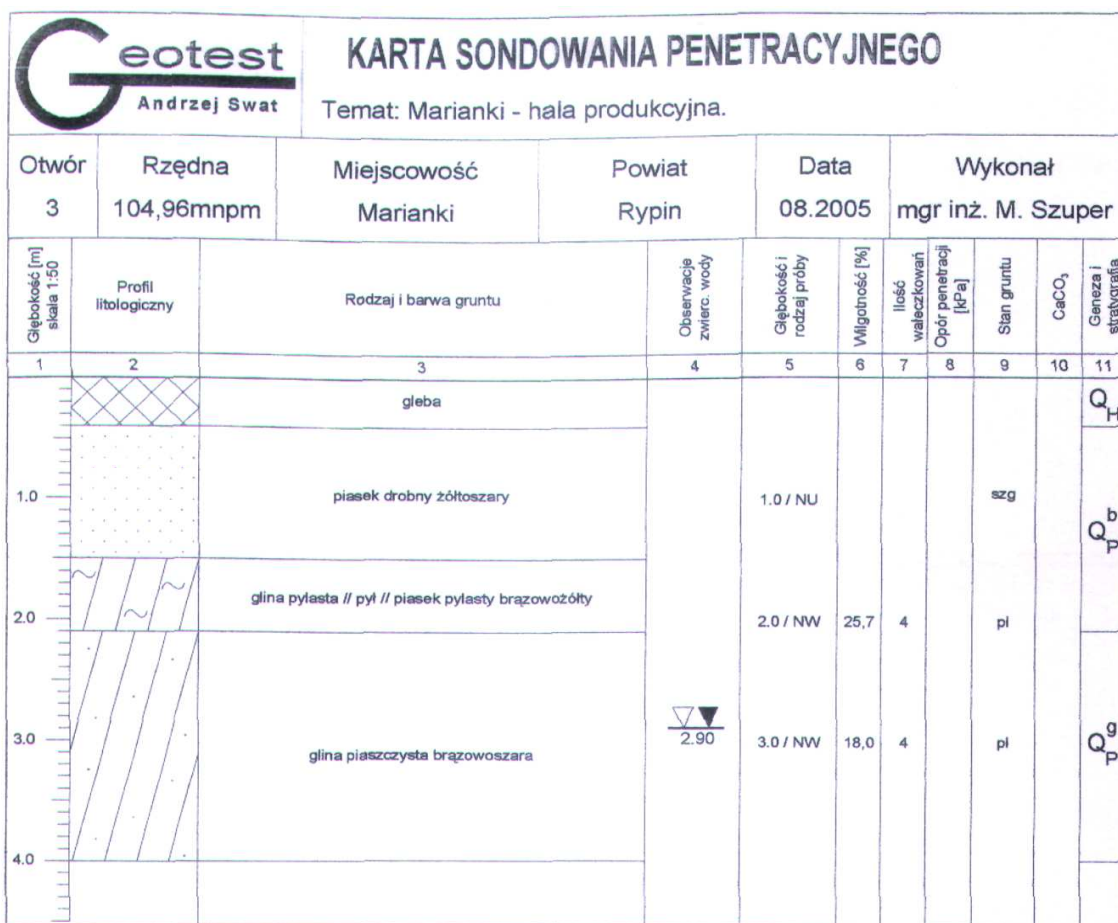 Geotest
Andrzej Swat
KARTA SONDOWANIA PENETRACYJNEGO
Temat: Marianki - hala produkcyjna.
Otwór Rzędna Miejscowość Powiat Data Wykonał
3 104,96mnpm Marianki Rypin 08.2005 mgr inż. M. Szuper
Głębokość [m]
skala 1:50
Profil
litologiczny
Rodzaj i barwa gruntu
Obserwacje
zwierc. wody
Głębokość i
rodzaj próby
Wilgotność [%]
Ilość
wałeczkowań
Opór penetracji
[kPa]
Stan gruntu
CaCO₃
Geneza i
stratygrafia
1 2 3 4 5 6 7 8 9 10 11
gleba Q H
1.0 piasek drobny żółtoszary 1.0 / NU szg Q b P
glina pylasta // pył // piasek pylasty brązowożółty
2.0 2.0 / NW 25,7 4 pl
2.90
3.0 glina piaszczysta brązowoszara 3.0 / NW 18,0 4 pl Q g P
4.0